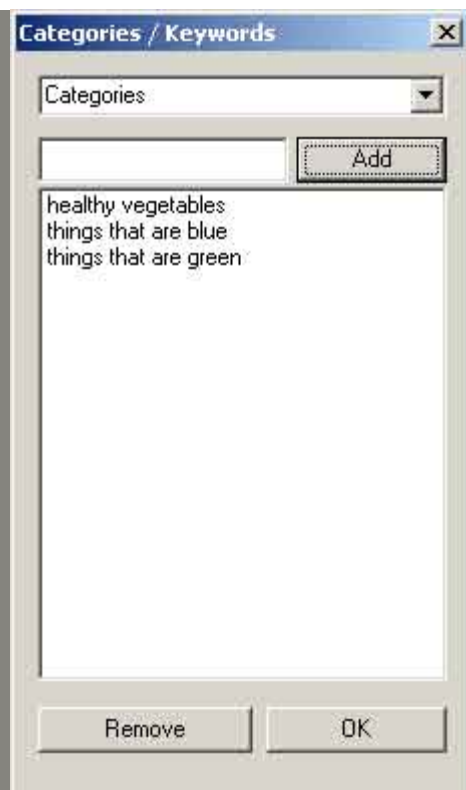 Categories / Keywords
Categories
Add
healthy vegetables
things that are blue
things that are green
Remove
OK